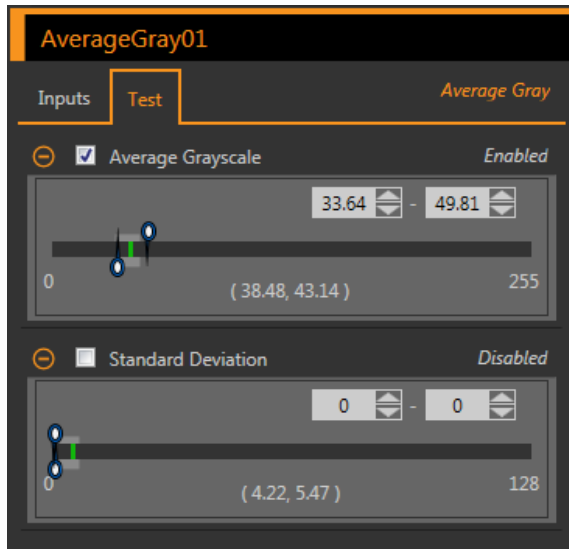 AverageGray01
Inputs Test Average Gray
Average Grayscale Enabled
33.64 - 49.81
0 ( 38.48, 43.14 ) 255
Standard Deviation Disabled
0 - 0
0 ( 4.22, 5.47 ) 128